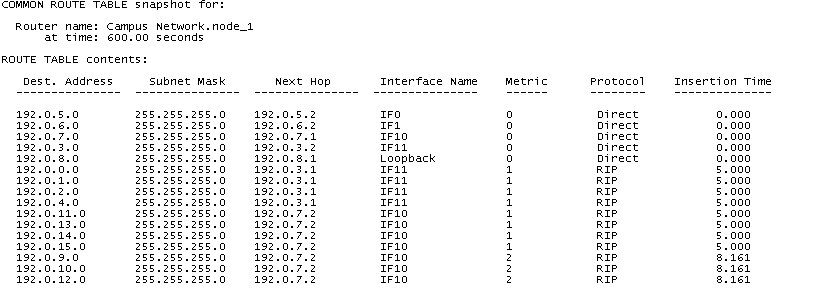 COMMON ROUTE TABLE snapshot for:
Router name: Campus Network.node_1
at time: 600.00 seconds
ROUTE TABLE contents:
Dest. Address Subnet Mask Next Hop Interface Name Metric Protocol Insertion Time
--------------- --------------- --------------- -------------- ------ -------- --------------
192.0.5.0 255.255.255.0 192.0.5.2 IF0 0 Direct 0.000
192.0.6.0 255.255.255.0 192.0.6.2 IF1 0 Direct 0.000
192.0.7.0 255.255.255.0 192.0.7.1 IF10 0 Direct 0.000
192.0.3.0 255.255.255.0 192.0.3.2 IF11 0 Direct 0.000
192.0.8.0 255.255.255.0 192.0.8.1 Loopback 0 Direct 0.000
192.0.0.0 255.255.255.0 192.0.3.1 IF11 1 RIP 5.000
192.0.1.0 255.255.255.0 192.0.3.1 IF11 1 RIP 5.000
192.0.2.0 255.255.255.0 192.0.3.1 IF11 1 RIP 5.000
192.0.4.0 255.255.255.0 192.0.3.1 IF11 1 RIP 5.000
192.0.11.0 255.255.255.0 192.0.7.2 IF10 1 RIP 5.000
192.0.13.0 255.255.255.0 192.0.7.2 IF10 1 RIP 5.000
192.0.14.0 255.255.255.0 192.0.7.2 IF10 1 RIP 5.000
192.0.15.0 255.255.255.0 192.0.7.2 IF10 1 RIP 5.000
192.0.9.0 255.255.255.0 192.0.7.2 IF10 2 RIP 8.161
192.0.10.0 255.255.255.0 192.0.7.2 IF10 2 RIP 8.161
192.0.12.0 255.255.255.0 192.0.7.2 IF10 2 RIP 8.161